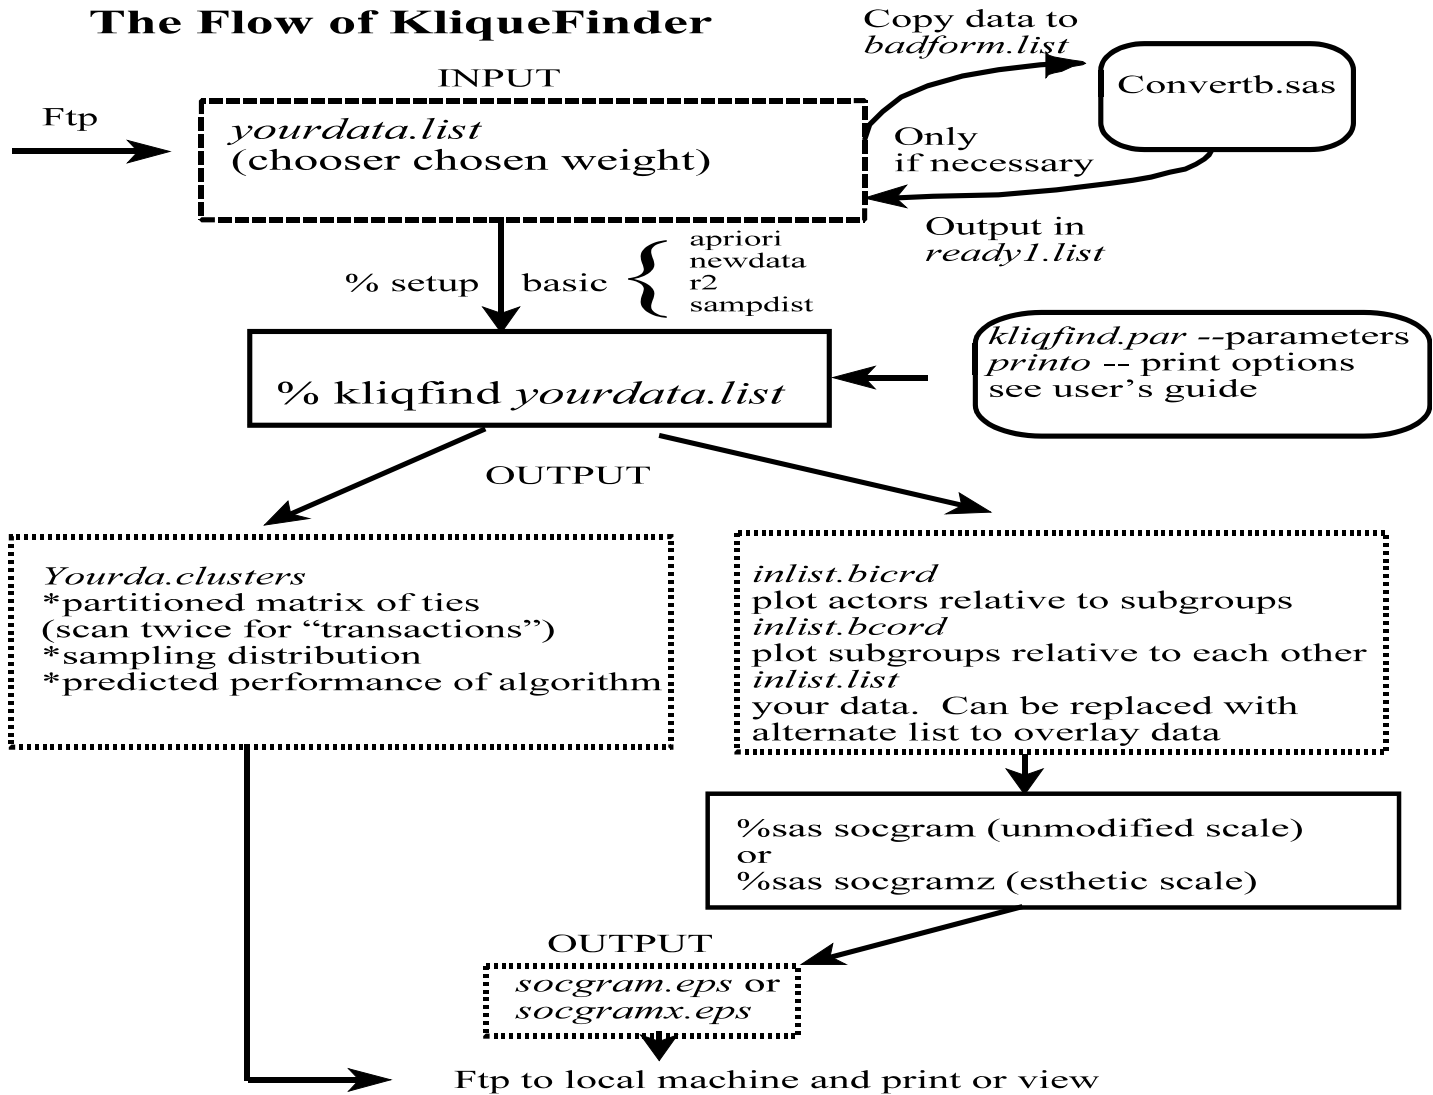 The Flow of KliqueFinder
Copy data to
badform.list
INPUT
Convertb.sas
Ftp
yourdata.list
(chooser chosen weight)
Only
if necessary
Output in
ready1.list
% setup
basic
apriori
newdata
r2
sampdist
% kliqfind yourdata.list
kliqfind.par --parameters
printo -- print options
see user’s guide
OUTPUT
Yourda.clusters
*partitioned matrix of ties
(scan twice for “transactions”)
*sampling distribution
*predicted performance of algorithm
inlist.bicrd
plot actors relative to subgroups
inlist.bcord
plot subgroups relative to each other
inlist.list
your data.  Can be replaced with
alternate list to overlay data
%sas socgram (unmodified scale)
or
%sas socgramz (esthetic scale)
OUTPUT
socgram.eps or
socgramx.eps
Ftp to local machine and print or view